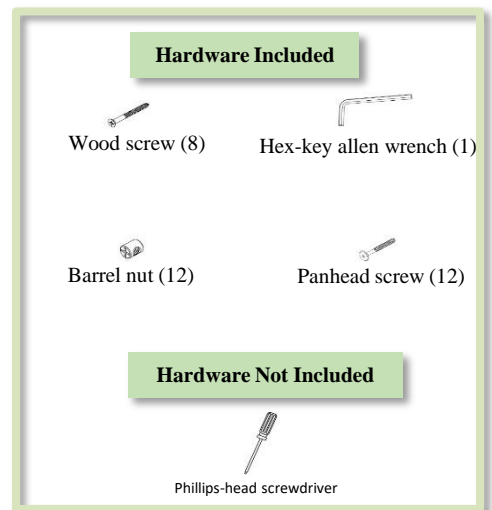 Hardware Included
Wood screw (8)
Hex-key allen wrench (1)
Barrel nut (12)
Panhead screw (12)
Hardware Not Included
Phillips-head screwdriver